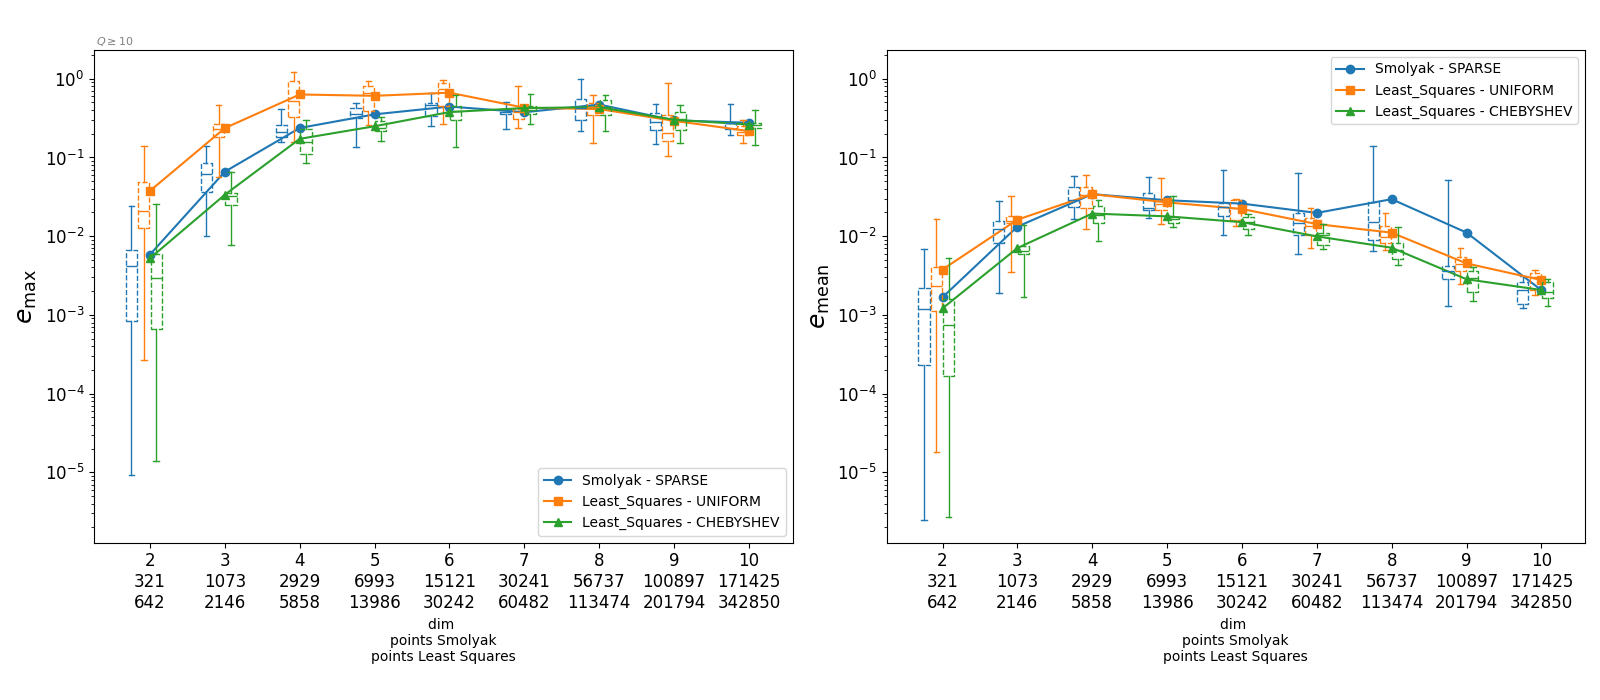 Q ≥ 10
10⁰
10⁻¹
10⁻²
10⁻³
10⁻⁴
10⁻⁵
e_max
Smolyak - SPARSE
Least_Squares - UNIFORM
Least_Squares - CHEBYSHEV
2 3 4 5 6 7 8 9 10
321 1073 2929 6993 15121 30241 56737 100897 171425
642 2146 5858 13986 30242 60482 113474 201794 342850
dim
points Smolyak
points Least Squares
10⁰
10⁻¹
10⁻²
10⁻³
10⁻⁴
10⁻⁵
e_mean
Smolyak - SPARSE
Least_Squares - UNIFORM
Least_Squares - CHEBYSHEV
2 3 4 5 6 7 8 9 10
321 1073 2929 6993 15121 30241 56737 100897 171425
642 2146 5858 13986 30242 60482 113474 201794 342850
dim
points Smolyak
points Least Squares